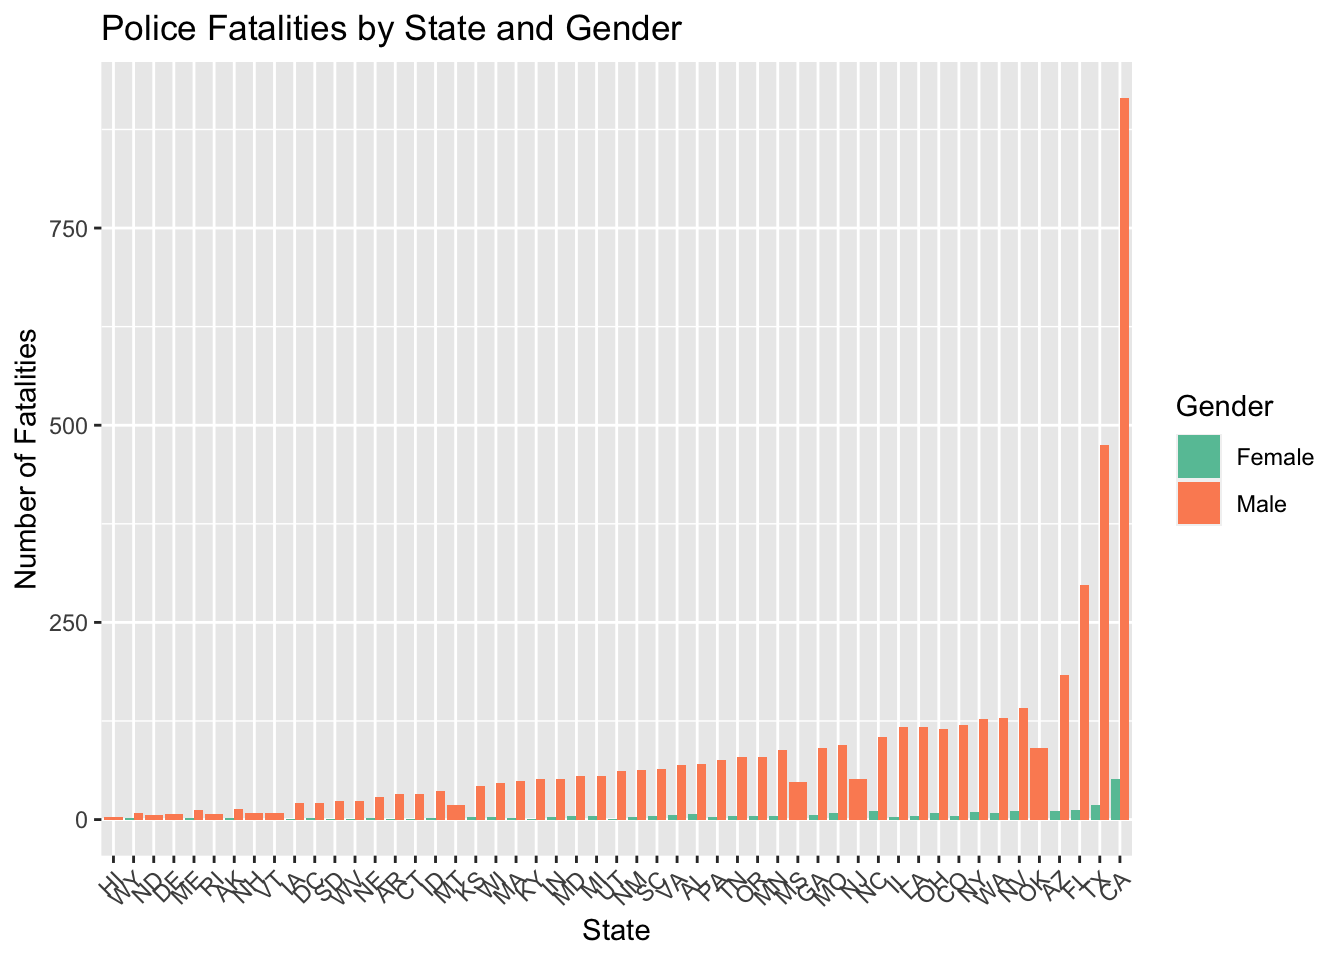 Police Fatalities by State and Gender
Number of Fatalities
750
500
250
0
HI WY ND DE ME RI AK NH VT IA DC SD WV NE AR CT ID MT KS WI MA KY IN MD MI UT NM SC VA AL PA TN OR MN MS GA MO NJ NC IL LA OH CO NY WA NV OK AZ FL TX CA
State
Gender
Female
Male